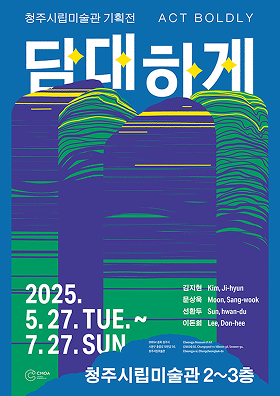 청주시립미술관 기획전 ACT BOLDLY
담대하게
김지현 Kim, Ji-hyun
문상욱 Moon, Sang-wook
선환두 Sun, hwan-du
이돈희 Lee, Don-hee
2025.
5.27.TUE.~
7.27.SUN
CMOA
청주시립미술관 2~3층